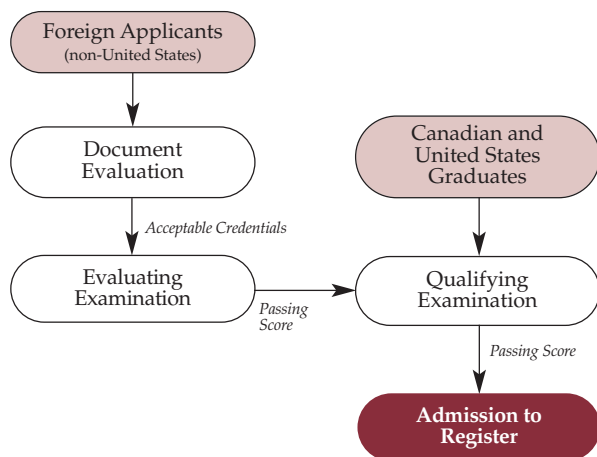 Foreign Applicants
(non-United States)
Document
Evaluation
Acceptable Credentials
Evaluating
Examination
Passing
Score
Canadian and
United States
Graduates
Qualifying
Examination
Passing Score
Admission to
Register